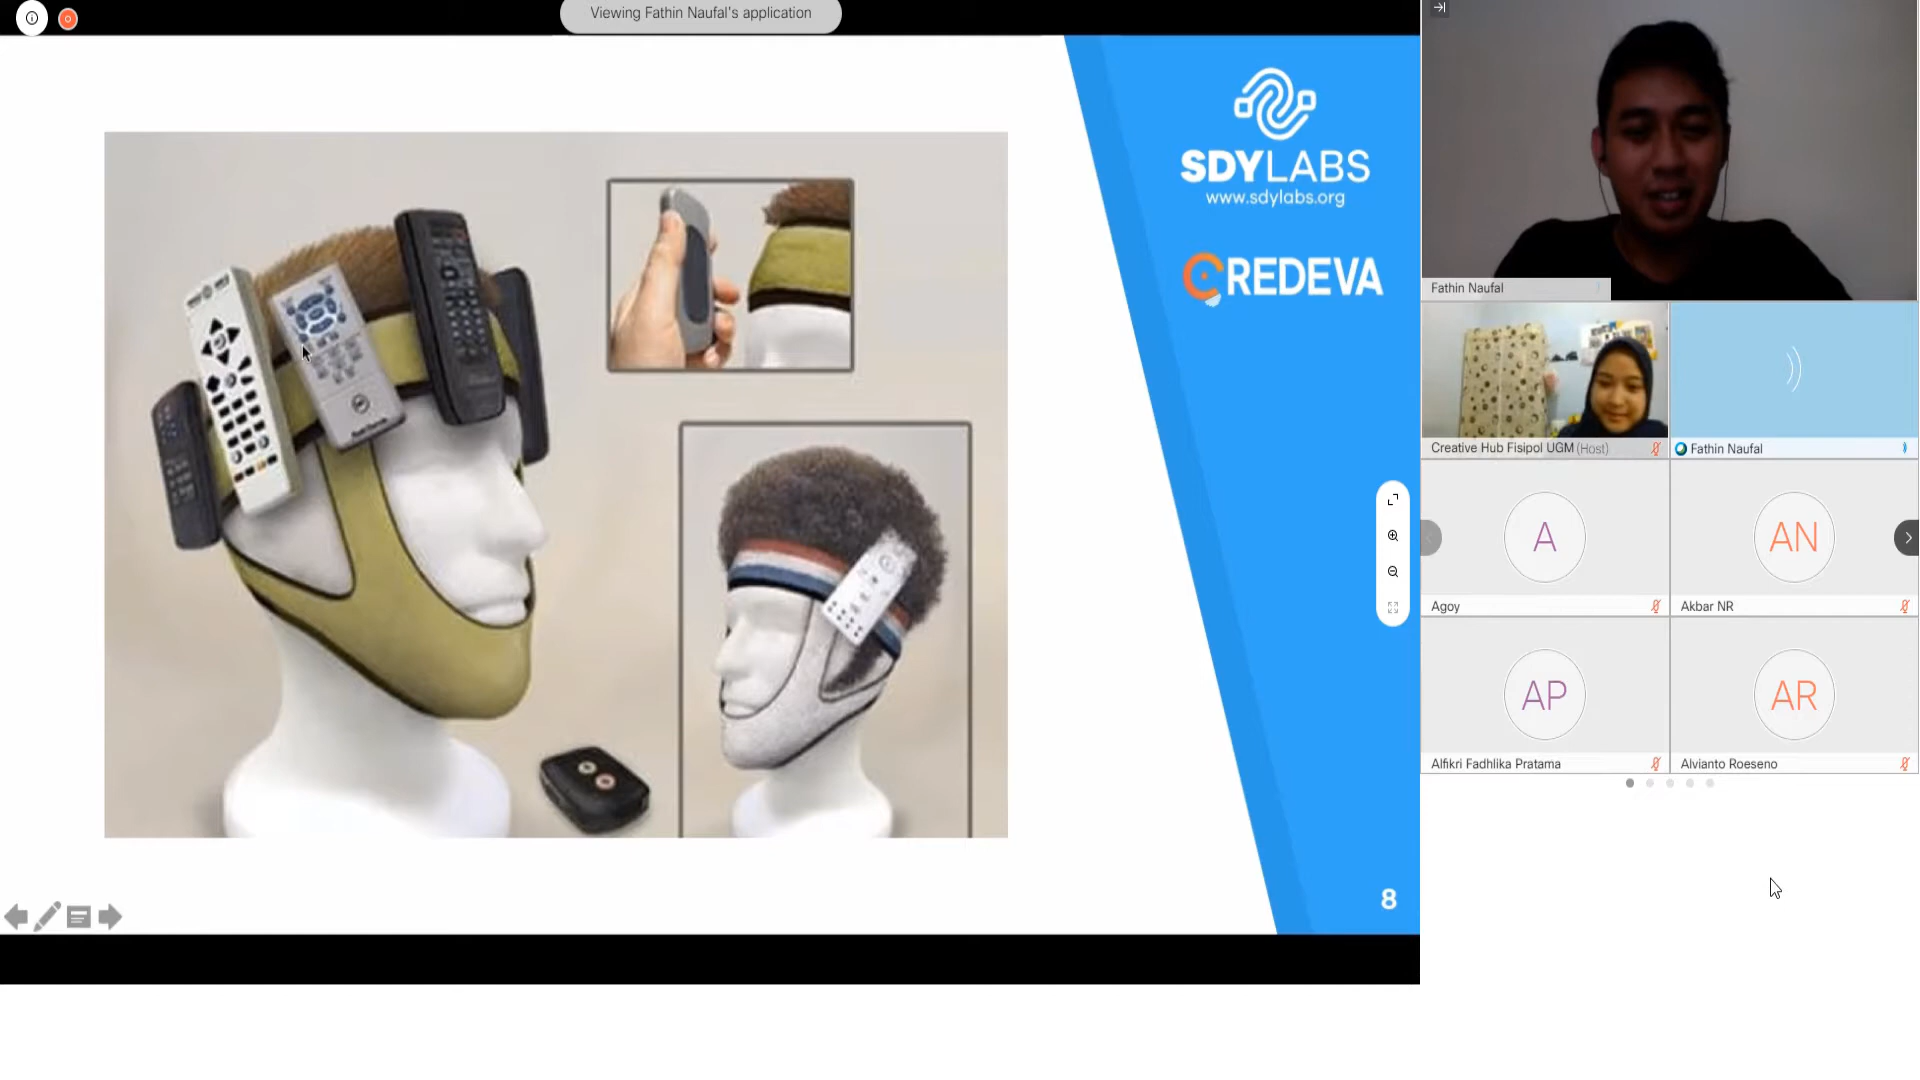 Viewing Fathin Naufal's application
SDYLABS
www.sdylabs.org
CREDEVA
8
Fathin Naufal
Creative Hub Fisipol UGM (Host)
Fathin Naufal
A
Agoy
AN
Akbar NR
AP
Alfikri Fadhlika Pratama
AR
Alvianto Roeseno